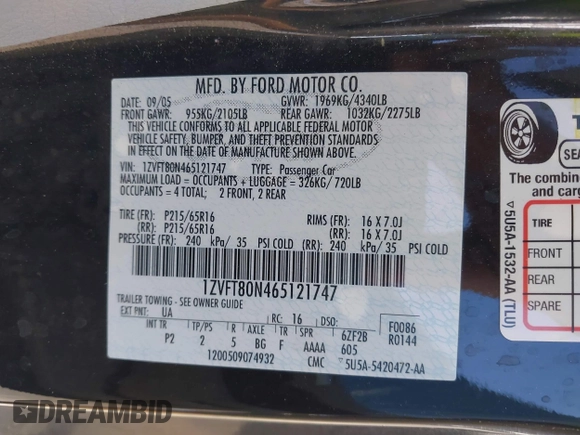 MFD. BY FORD MOTOR CO.
DATE: 09/05 GVWR: 1969KG/4340LB
FRONT GAWR: 955KG/2105LB REAR GAWR: 1032KG/2275LB
THIS VEHICLE CONFORMS TO ALL APPLICABLE FEDERAL MOTOR
VEHICLE SAFETY, BUMPER, AND THEFT PREVENTION STANDARDS
IN EFFECT ON THE DATE OF MANUFACTURE SHOWN ABOVE.
VIN: 1ZVFT80N465121747 TYPE: Passenger Car
MAXIMUM LOAD = OCCUPANTS + LUGGAGE = 326KG/720LB
OCCUPANTS = 4 TOTAL; 2 FRONT, 2 REAR
TIRE (FR): P215/65R16 RIMS (FR): 16 X 7.0J
(RR): P215/65R16 (RR): 16 X 7.0J
PRESSURE (FR): 240 kPa/ 35 PSI COLD (RR): 240 kPa/ 35 PSI COLD
1ZVFT80N465121747
TRAILER TOWING - SEE OWNER GUIDE
EXT PNT: UA RC: 16 DSO: F0086
INT TR TP/PS R AXLE TR SPR 6ZF2B R0144
P2 2 5 BG F AAAA 605
1200509074932 CMC ▽5U5A-5420472-AA
SEA
The combine
and carg
TIRE
FRONT
REAR
SPARE
▽5U5A-1532-AA (TLU)
DREAMBID